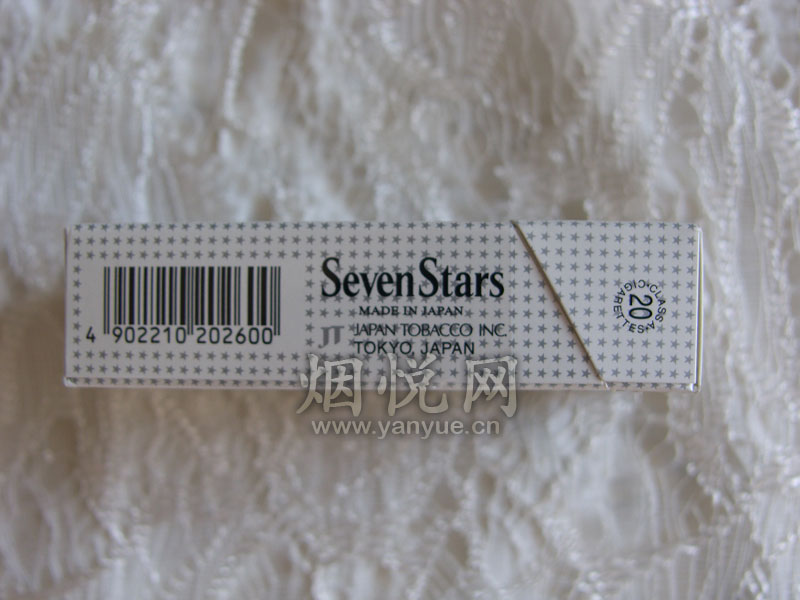 Seven Stars
MADE IN JAPAN
JT JAPAN TOBACCO INC.
TOKYO, JAPAN
4 902210 202600
CLASS A CIGARETTES
20
烟悦网
www.yanyue.cn